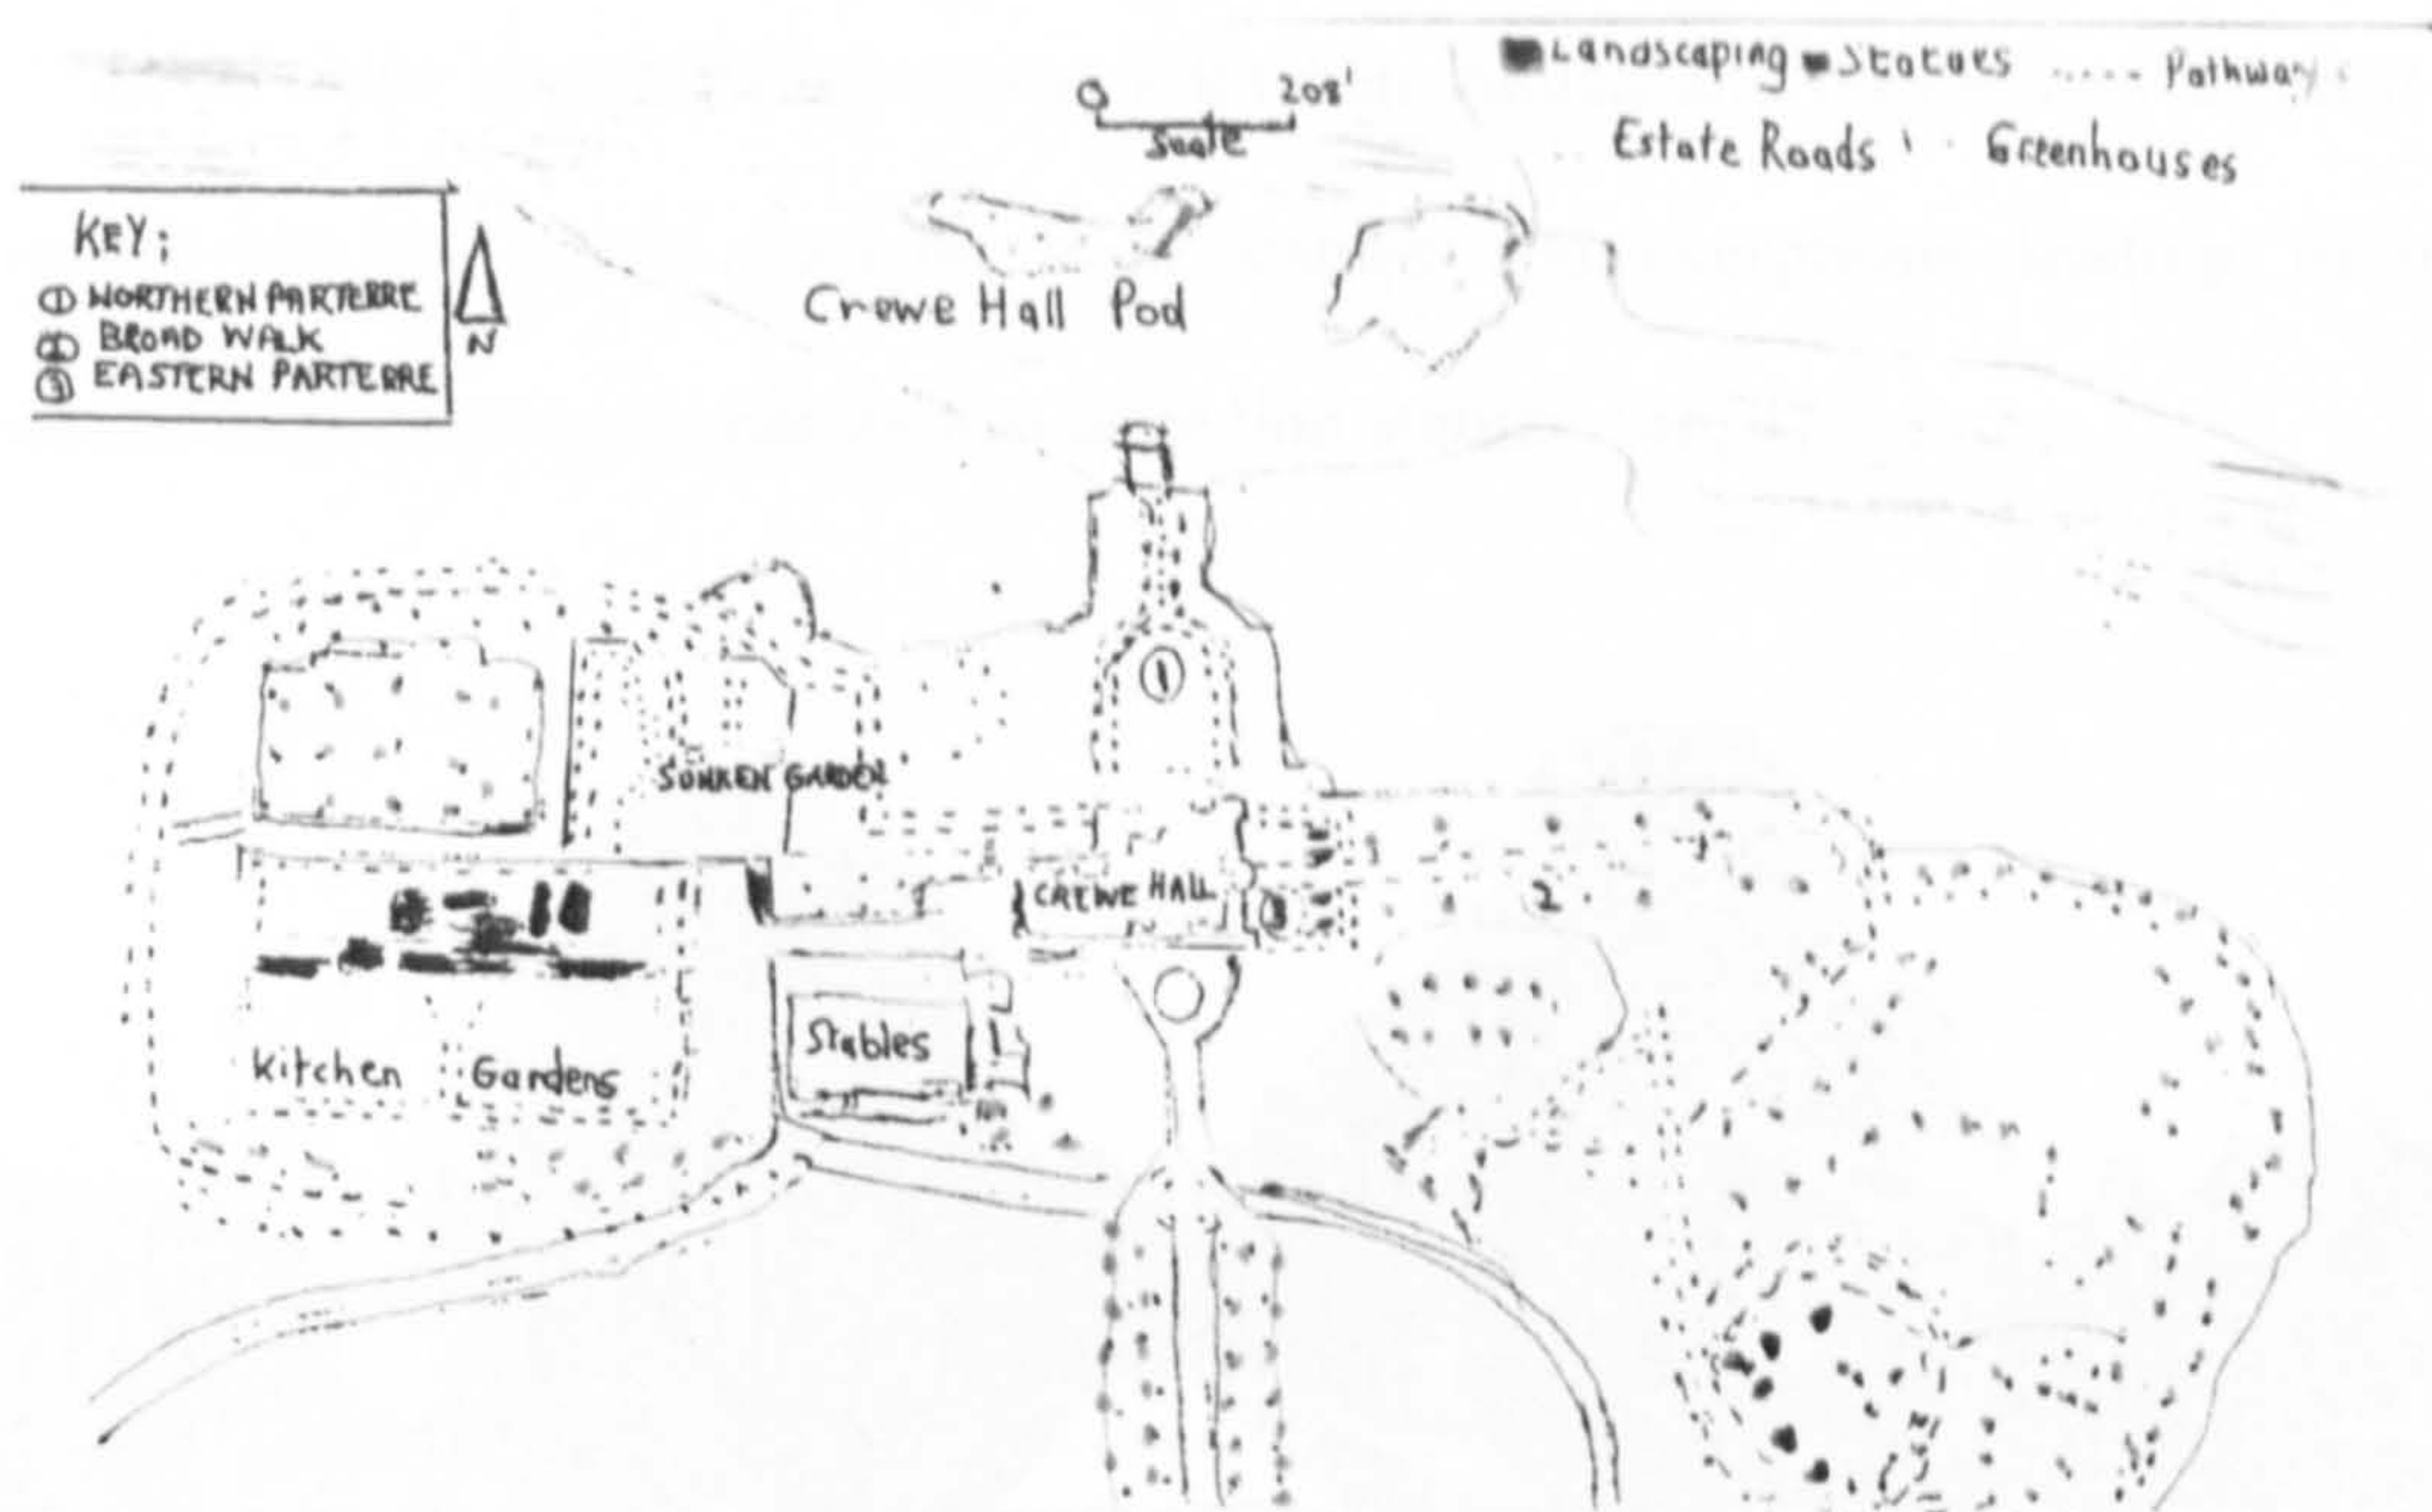 Landscaping Statues ..... Pathway
0 208'
Scale
Estate Roads Greenhouses
KEY;
① NORTHERN PARTERRE
② BROAD WALK
③ EASTERN PARTERRE
N
Crewe Hall Pod
1
SUNKEN GARDEN
CREWE HALL
2
3
Stables
Kitchen Gardens